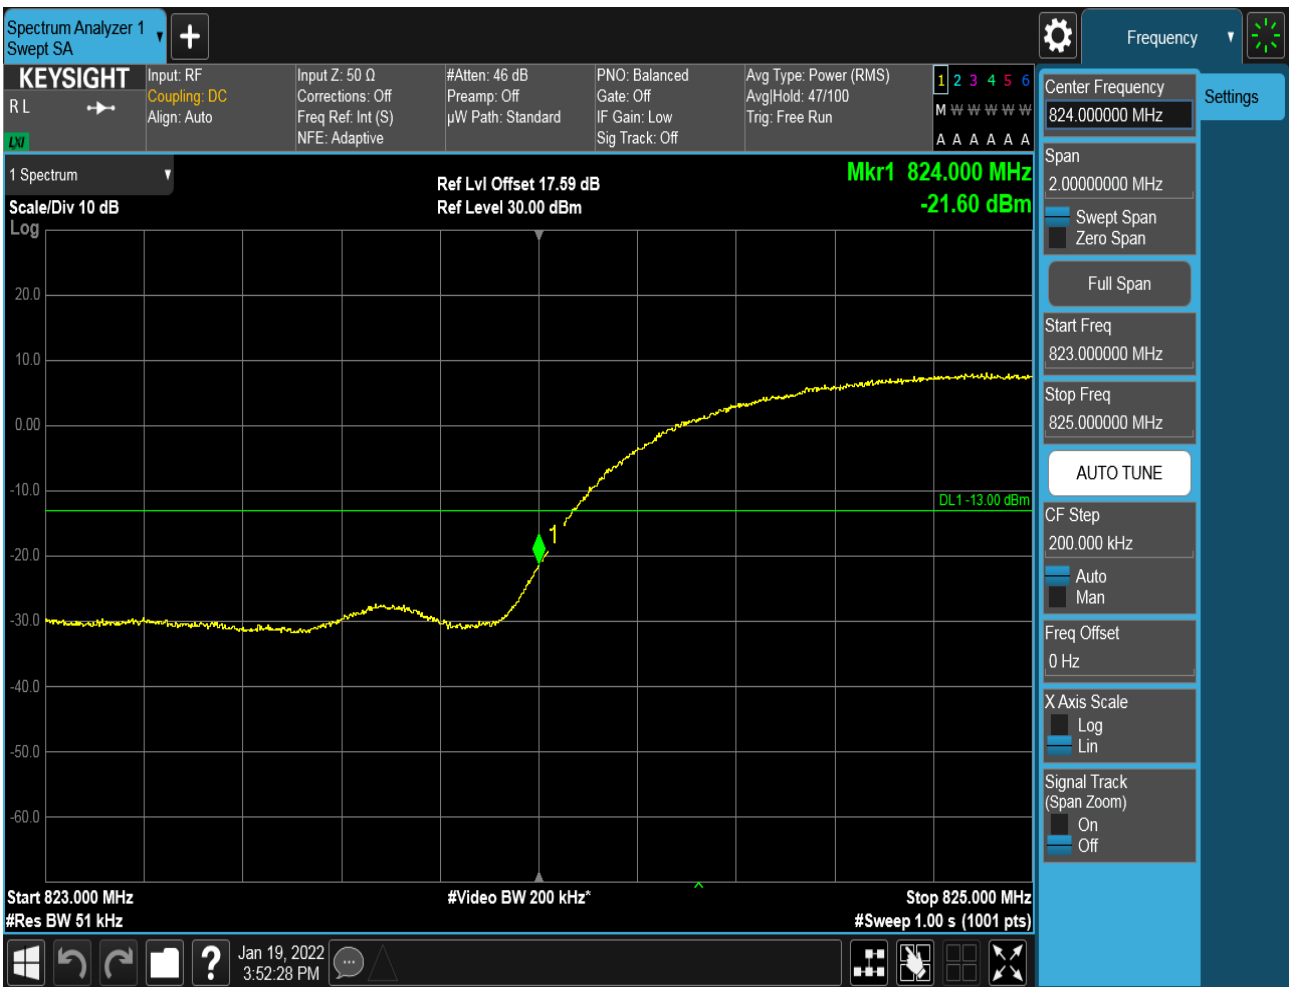 Spectrum Analyzer 1
Swept SA
Frequency
KEYSIGHT
R L
LXI
Input: RF
Coupling: DC
Align: Auto
Input Z: 50 Ω
Corrections: Off
Freq Ref: Int (S)
NFE: Adaptive
#Atten: 46 dB
Preamp: Off
µW Path: Standard
PNO: Balanced
Gate: Off
IF Gain: Low
Sig Track: Off
Avg Type: Power (RMS)
Avg|Hold: 47/100
Trig: Free Run
1 2 3 4 5 6
M W W W W W
A A A A A A
1 Spectrum
Scale/Div 10 dB
Log
Ref Lvl Offset 17.59 dB
Ref Level 30.00 dBm
Mkr1 824.000 MHz
-21.60 dBm
20.0
10.0
0.00
-10.0
-20.0
-30.0
-40.0
-50.0
-60.0
DL1 -13.00 dBm
1
Start 823.000 MHz
#Res BW 51 kHz
#Video BW 200 kHz*
Stop 825.000 MHz
#Sweep 1.00 s (1001 pts)
Center Frequency
824.000000 MHz
Settings
Span
2.00000000 MHz
Swept Span
Zero Span
Full Span
Start Freq
823.000000 MHz
Stop Freq
825.000000 MHz
AUTO TUNE
CF Step
200.000 kHz
Auto
Man
Freq Offset
0 Hz
X Axis Scale
Log
Lin
Signal Track
(Span Zoom)
On
Off
?
Jan 19, 2022
3:52:28 PM